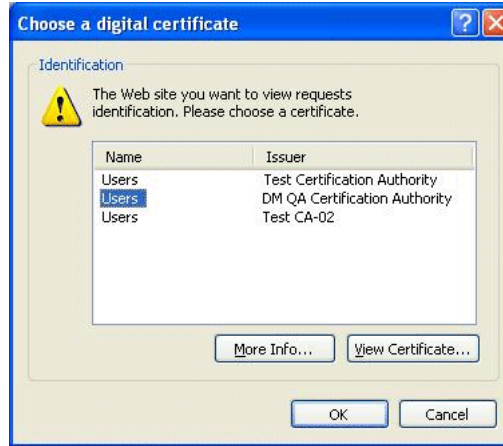 Choose a digital certificate
Identification
The Web site you want to view requests
identification. Please choose a certificate.
Name Issuer
Users Test Certification Authority
Users DM QA Certification Authority
Users Test CA-02
More Info... View Certificate...
OK Cancel